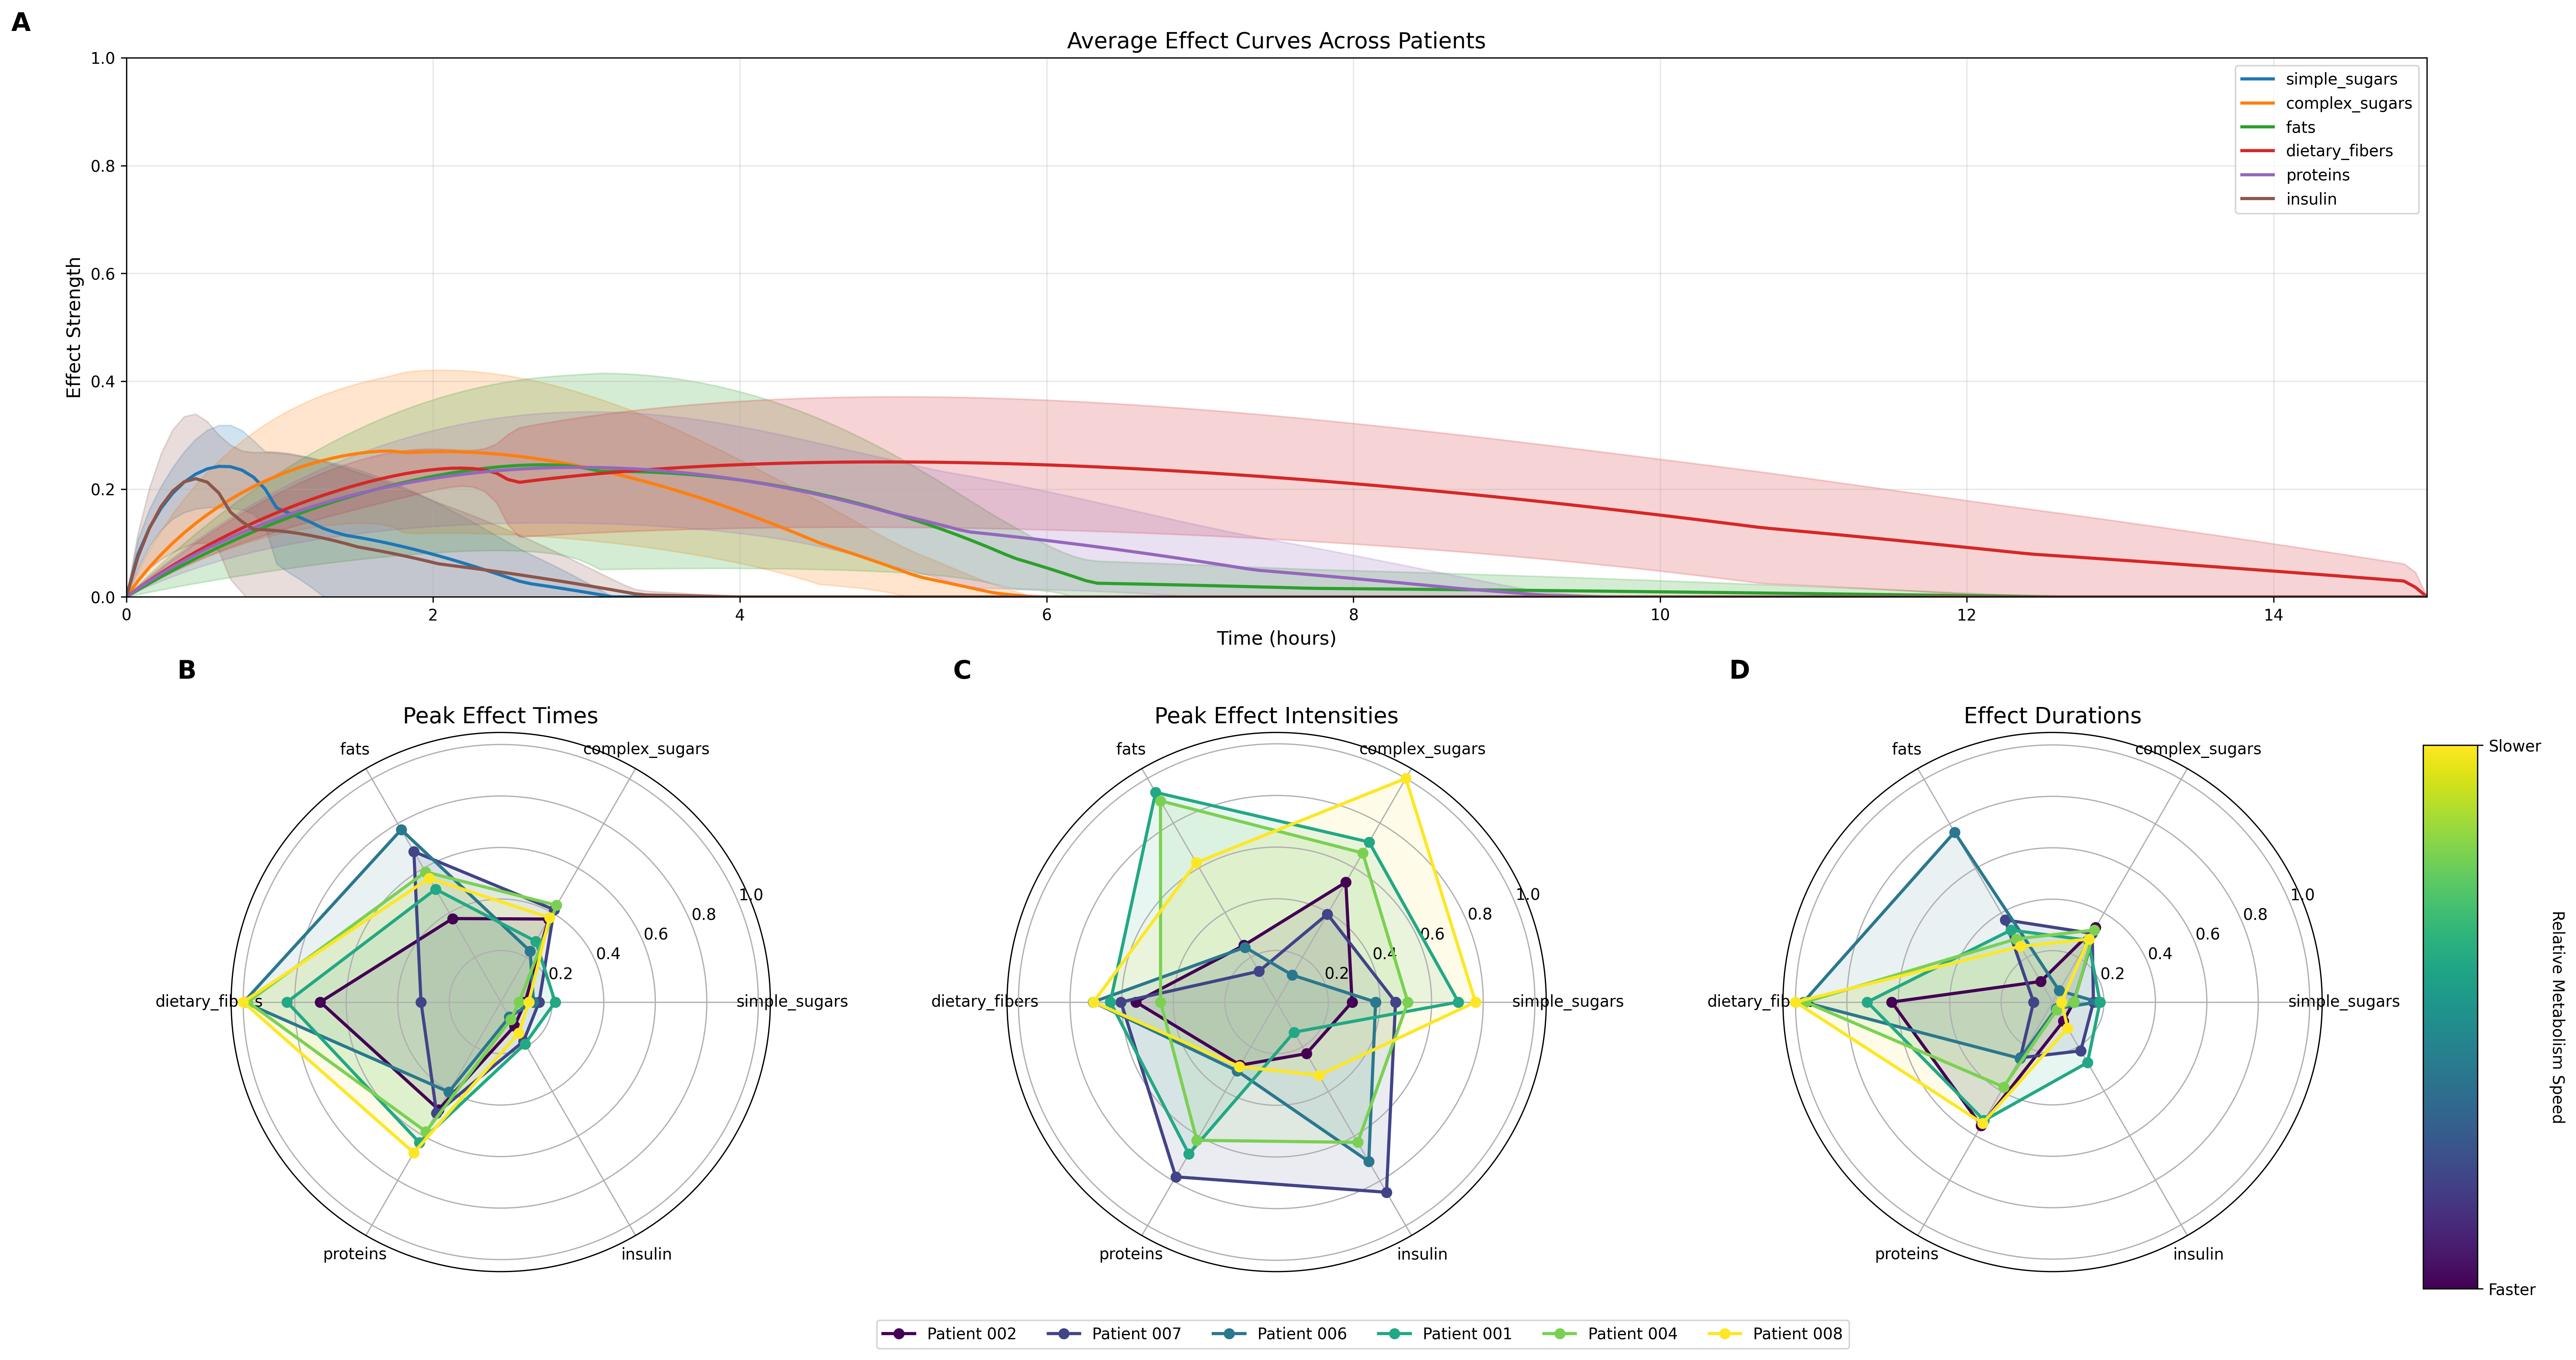 A
Average Effect Curves Across Patients
1.0
0.8
0.6
0.4
0.2
0.0
Effect Strength
simple_sugars
complex_sugars
fats
dietary_fibers
proteins
insulin
0 2 4 6 8 10 12 14
Time (hours)
B
Peak Effect Times
fats
complex_sugars
1.0
0.8
0.6
0.4
0.2
dietary_fibers
simple_sugars
proteins
insulin
C
Peak Effect Intensities
fats
complex_sugars
1.0
0.8
0.6
0.4
0.2
dietary_fibers
simple_sugars
proteins
insulin
D
Effect Durations
fats
complex_sugars
1.0
0.8
0.6
0.4
0.2
dietary_fib
simple_sugars
proteins
insulin
Slower
Relative Metabolism Speed
Faster
Patient 002 Patient 007 Patient 006 Patient 001 Patient 004 Patient 008